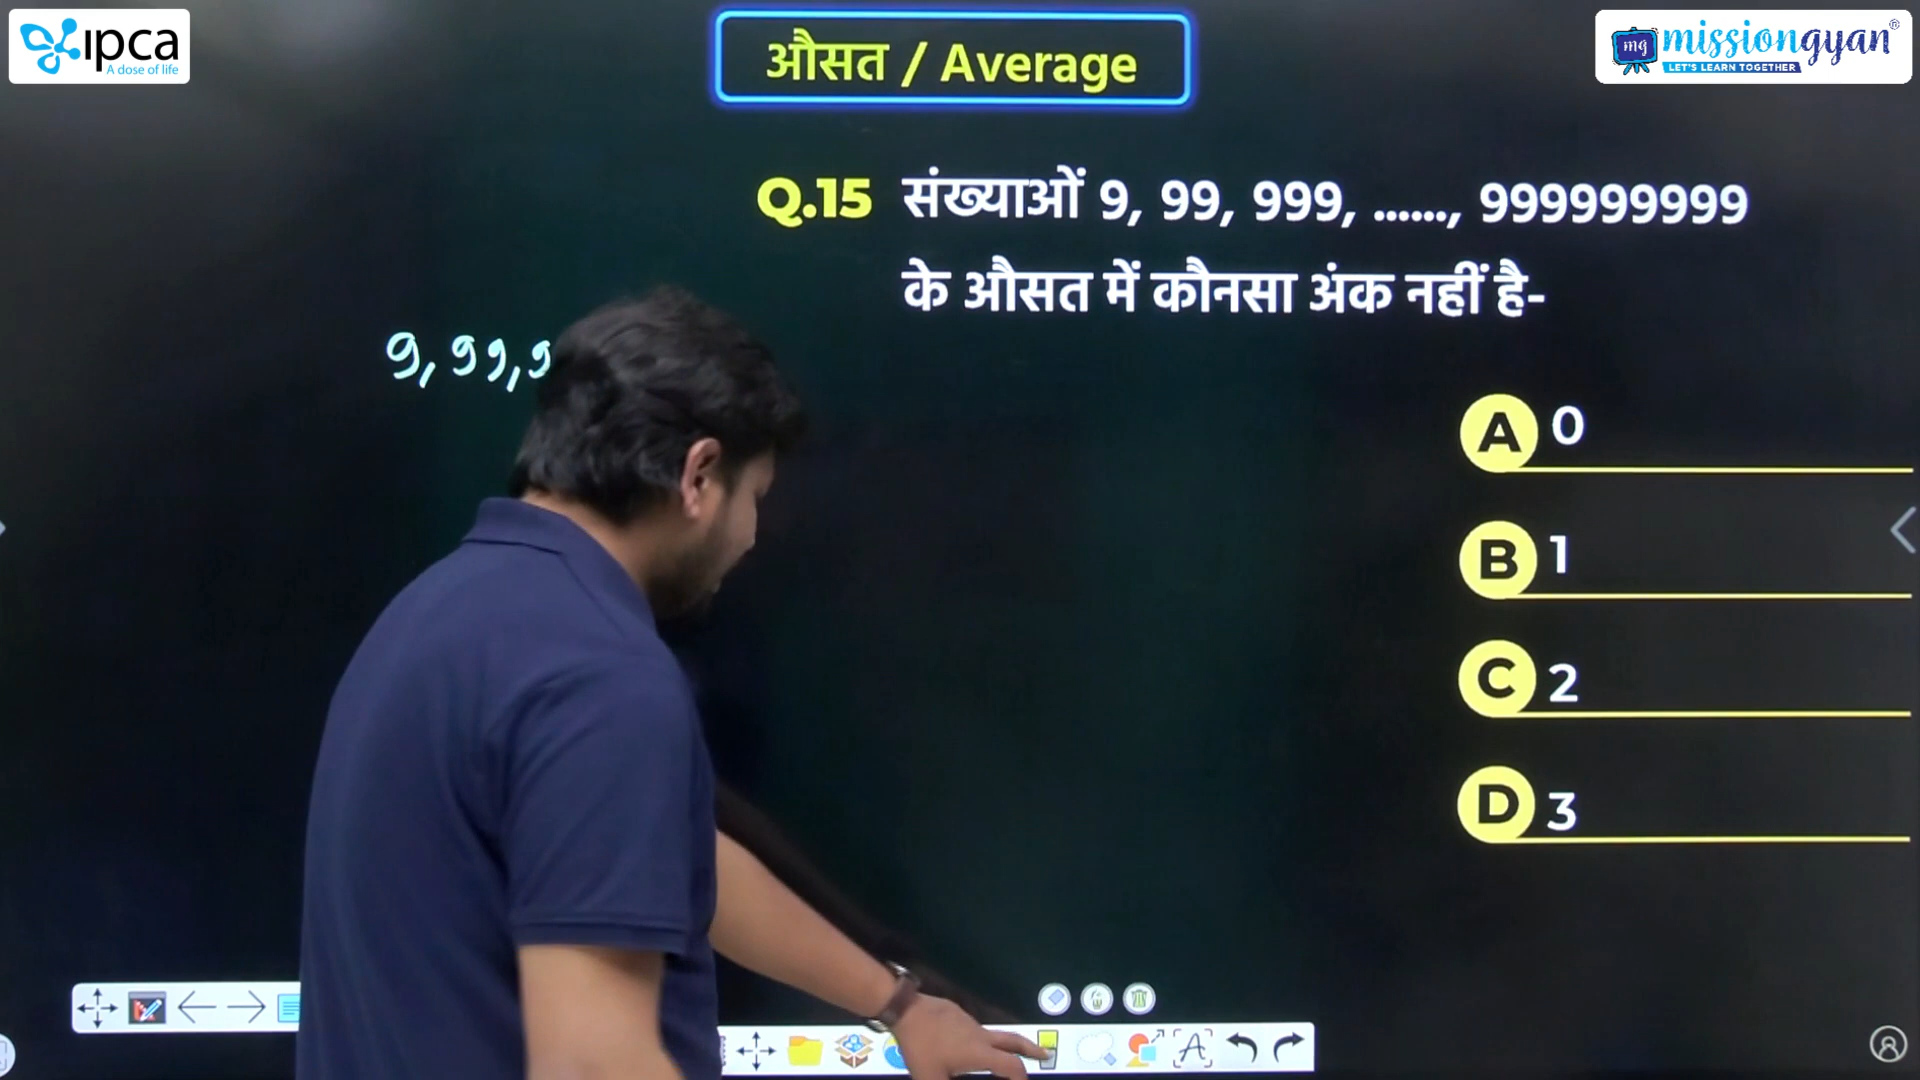 ipca
A dose of life
औसत / Average
missiongyan®
mg
LET'S LEARN TOGETHER
Q.15 संख्याओं 9, 99, 999, ......, 999999999
के औसत में कौनसा अंक नहीं है-
9, 99, 9
A 0
B 1
C 2
D 3